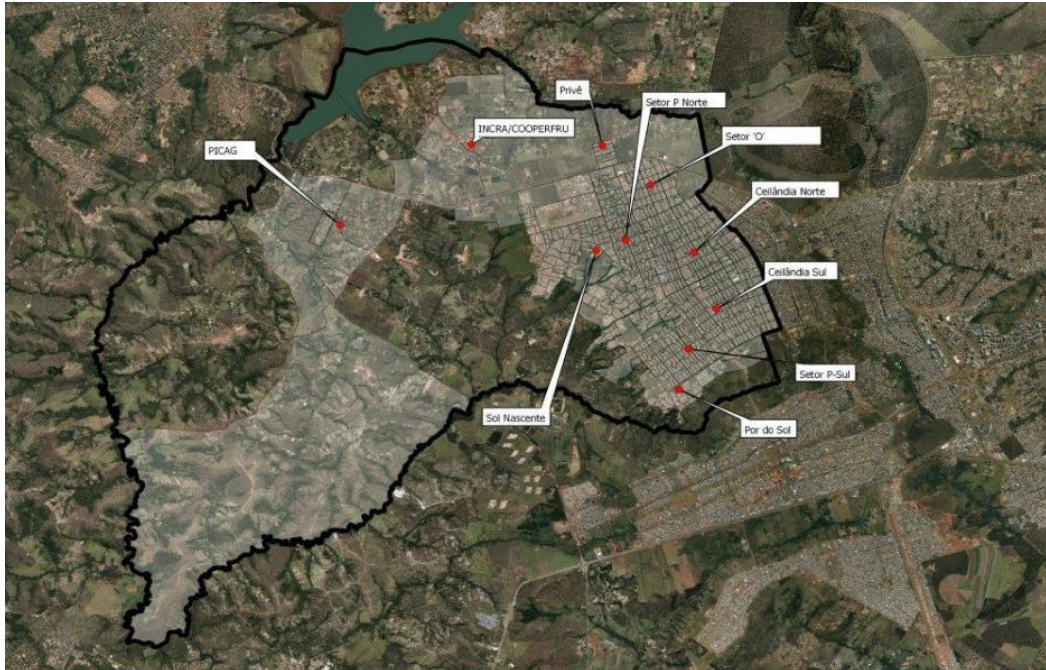 Privê
Setor P Norte
INCRA/COOPERFRU
Setor 'O'
PICAG
Ceilândia Norte
Ceilândia Sul
Setor P-Sul
Sol Nascente
Por do Sol